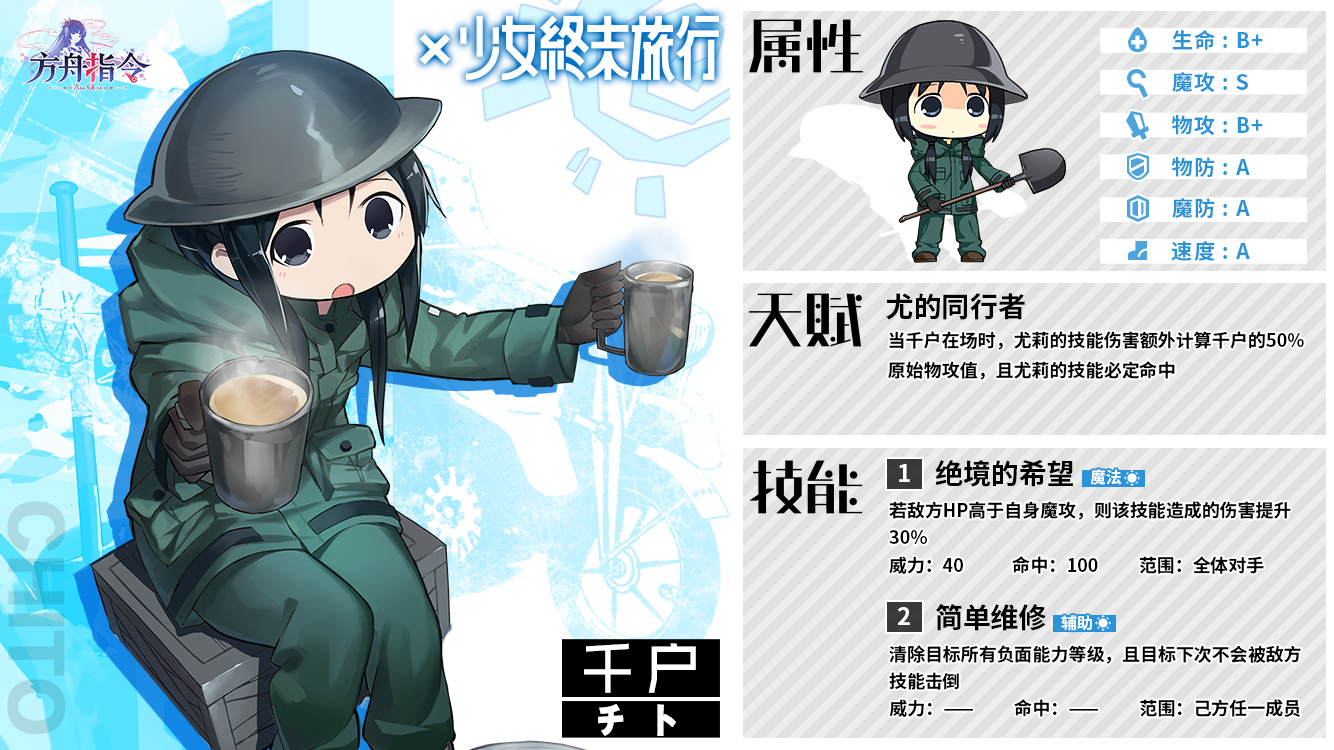 方舟指令
Ark Order
×少女終末旅行
CHITO
千户
チト
属性
生命:B+
魔攻:S
物攻:B+
物防:A
魔防:A
速度:A
天赋
尤的同行者
当千户在场时，尤莉的技能伤害额外计算千户的50%
原始物攻值，且尤莉的技能必定命中
技能
1 绝境的希望 魔法
若敌方HP高于自身魔攻，则该技能造成的伤害提升
30%
威力：40 命中：100 范围：全体对手
2 简单维修 辅助
清除目标所有负面能力等级，且目标下次不会被敌方
技能击倒
威力：—— 命中：—— 范围：己方任一成员